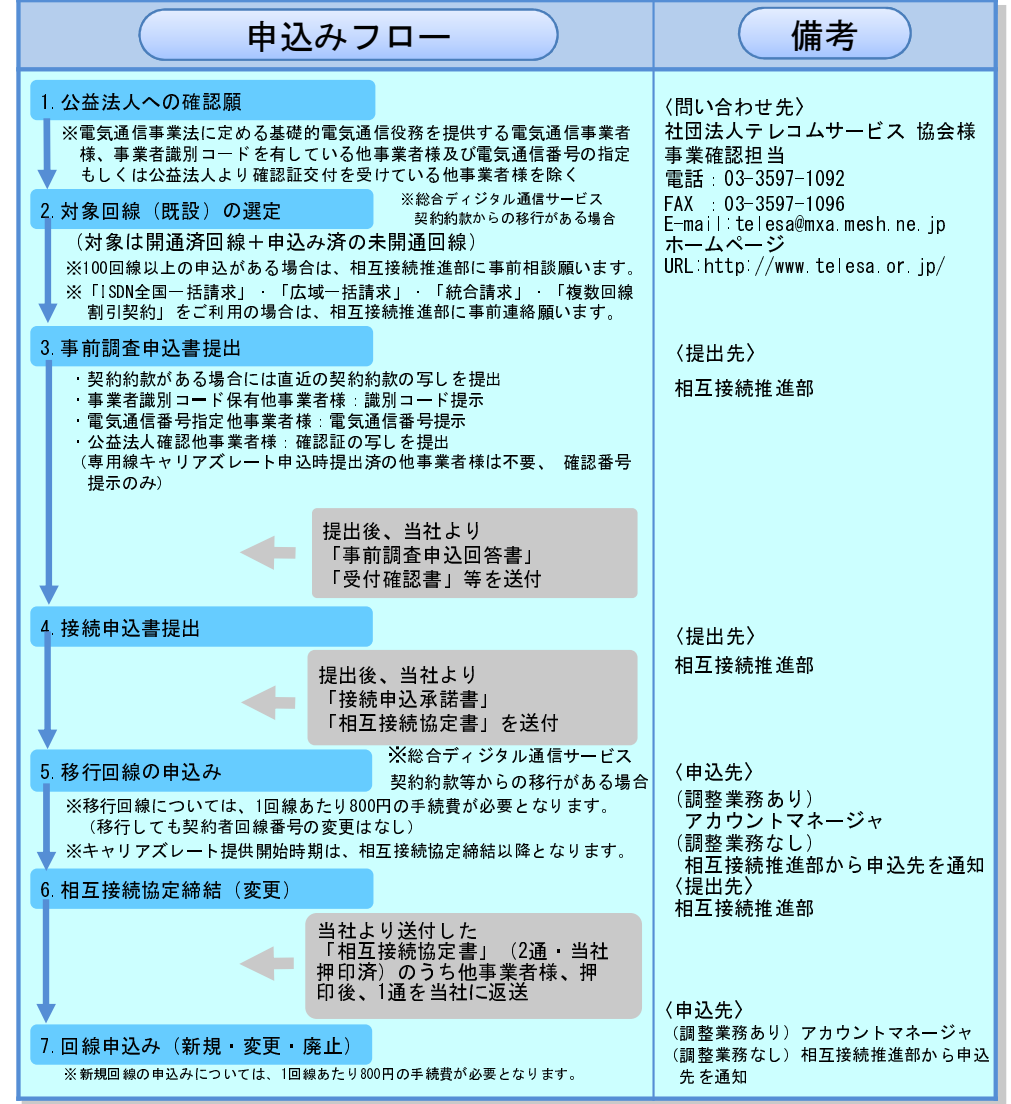 申込みフロー
備考
1. 公益法人への確認願
※電気通信事業法に定める基礎的電気通信役務を提供する電気通信事業者
様、事業者識別コードを有している他事業者様及び電気通信番号の指定
もしくは公益法人より確認証交付を受けている他事業者様を除く
〈問い合わせ先〉
社団法人テレコムサービス 協会様
事業確認担当
電話：03-3597-1092
FAX ：03-3597-1096
E-mail:telesa@mxa.mesh.ne.jp
ホームページ
URL:http://www.telesa.or.jp/
2. 対象回線（既設）の選定
※総合ディジタル通信サービス
契約約款からの移行がある場合
（対象は開通済回線＋申込み済の未開通回線）
※100回線以上の申込がある場合は、相互接続推進部に事前相談願います。
※「ISDN全国一括請求」・「広域一括請求」・「統合請求」・「複数回線
割引契約」をご利用の場合は、相互接続推進部に事前連絡願います。
3. 事前調査申込書提出
・契約約款がある場合には直近の契約約款の写しを提出
・事業者識別コード保有他事業者様：識別コード提示
・電気通信番号指定他事業者様：電気通信番号提示
・公益法人確認他事業者様：確認証の写しを提出
（専用線キャリアズレート申込時提出済の他事業者様は不要、 確認番号
提示のみ）
〈提出先〉
相互接続推進部
提出後、当社より
「事前調査申込回答書」
「受付確認書」等を送付
4. 接続申込書提出
〈提出先〉
相互接続推進部
提出後、当社より
「接続申込承諾書」
「相互接続協定書」を送付
5. 移行回線の申込み
※総合ディジタル通信サービス
契約約款等からの移行がある場合
※移行回線については、1回線あたり800円の手続費が必要となります。
（移行しても契約者回線番号の変更はなし）
※キャリアズレート提供開始時期は、相互接続協定締結以降となります。
〈申込先〉
（調整業務あり）
アカウントマネージャ
（調整業務なし）
相互接続推進部から申込先を通知
6. 相互接続協定締結（変更）
〈提出先〉
相互接続推進部
当社より送付した
「相互接続協定書」（2通・当社
押印済）のうち他事業者様、押
印後、1通を当社に返送
7. 回線申込み（新規・変更・廃止）
※新規回線の申込みについては、1回線あたり800円の手続費が必要となります。
〈申込先〉
（調整業務あり）アカウントマネージャ
（調整業務なし）相互接続推進部から申込
先を通知